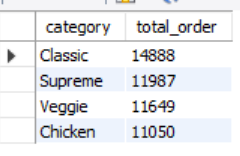 category total_order
Classic 14888
Supreme 11987
Veggie 11649
Chicken 11050